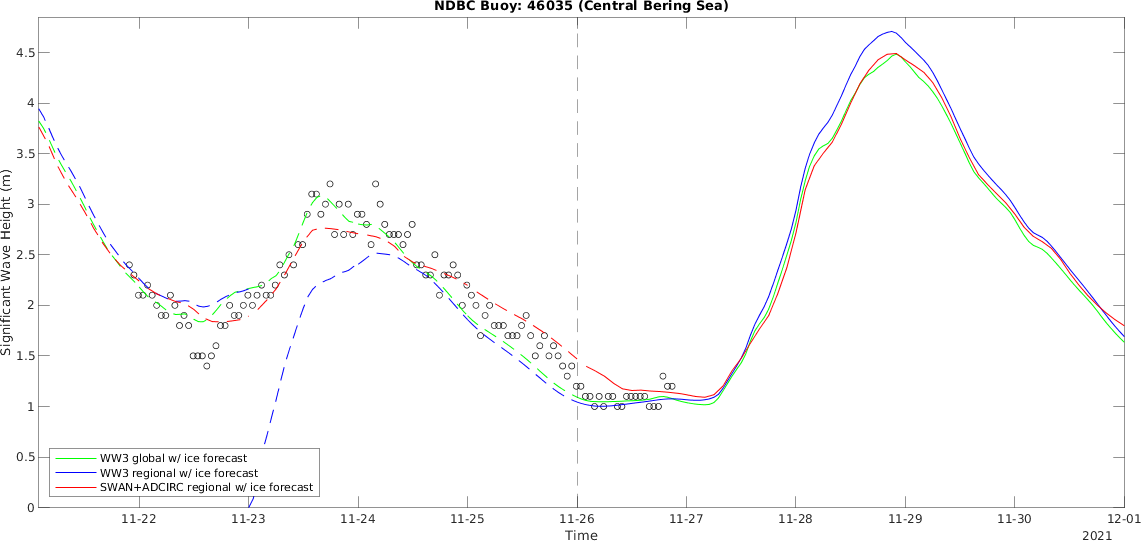 NDBC Buoy: 46035 (Central Bering Sea)
Significant Wave Height (m)
4.5
4
3.5
3
2.5
2
1.5
1
0.5
0
WW3 global w/ ice forecast
WW3 regional w/ ice forecast
SWAN+ADCIRC regional w/ ice forecast
11-22 11-23 11-24 11-25 11-26 11-27 11-28 11-29 11-30 12-01
Time
2021